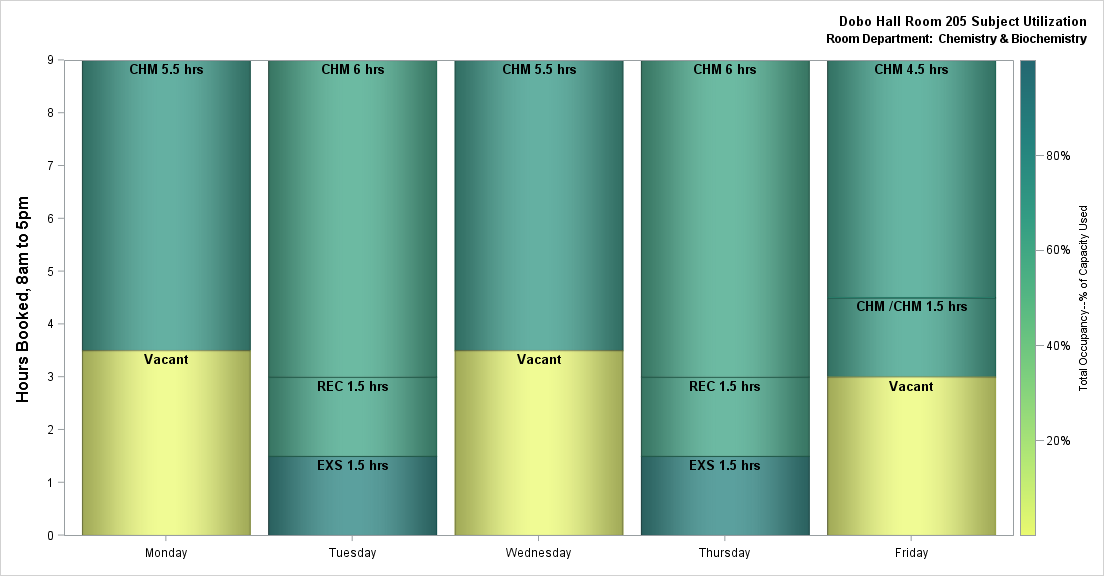 Dobo Hall Room 205 Subject Utilization
Room Department: Chemistry & Biochemistry
Hours Booked, 8am to 5pm
9
8
7
6
5
4
3
2
1
0
CHM 5.5 hrs
Vacant
CHM 6 hrs
REC 1.5 hrs
EXS 1.5 hrs
CHM 5.5 hrs
Vacant
CHM 6 hrs
REC 1.5 hrs
EXS 1.5 hrs
CHM 4.5 hrs
CHM /CHM 1.5 hrs
Vacant
Monday
Tuesday
Wednesday
Thursday
Friday
80%
60%
40%
20%
Total Occupancy--% of Capacity Used